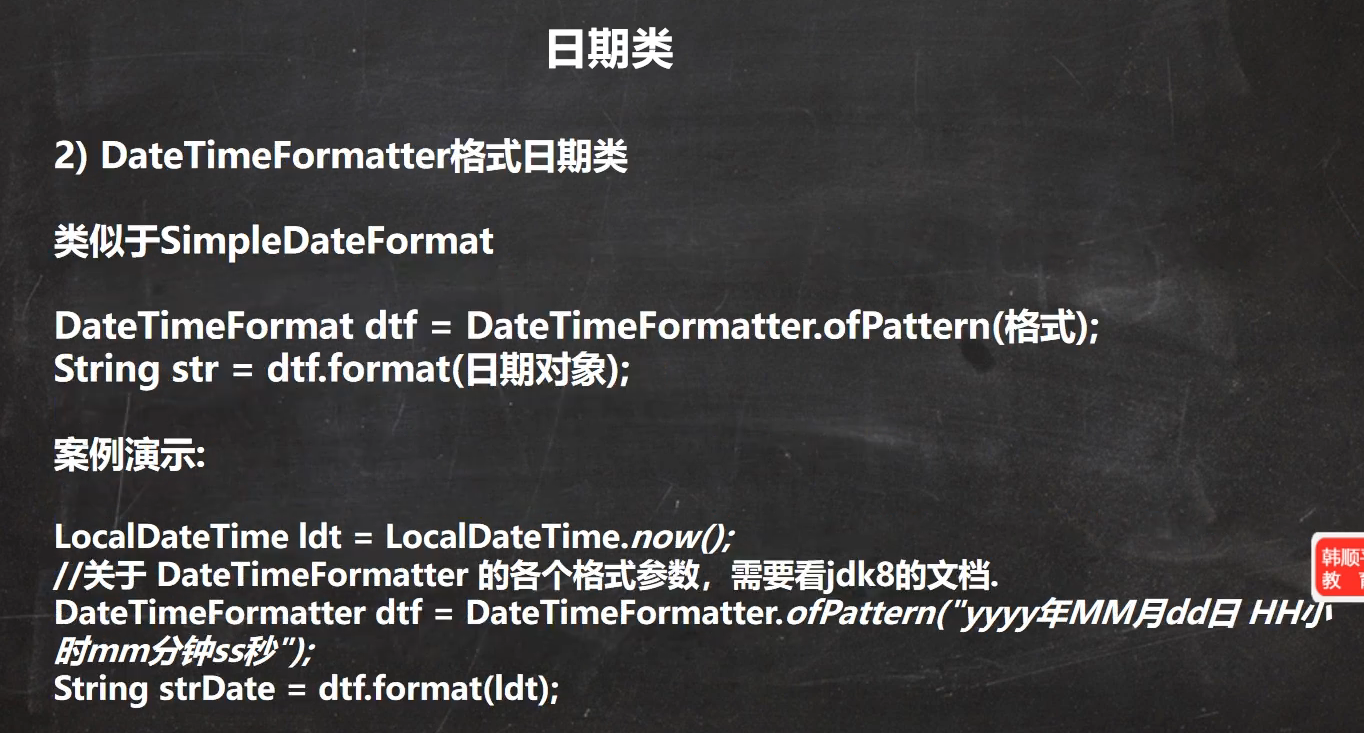 日期类
2) DateTimeFormatter格式日期类
类似于SimpleDateFormat
DateTimeFormat dtf = DateTimeFormatter.ofPattern(格式);
String str = dtf.format(日期对象);
案例演示:
LocalDateTime ldt = LocalDateTime.now();
//关于 DateTimeFormatter 的各个格式参数，需要看jdk8的文档.
DateTimeFormatter dtf = DateTimeFormatter.ofPattern("yyyy年MM月dd日 HH小
时mm分钟ss秒");
String strDate = dtf.format(ldt);
韩顺
教